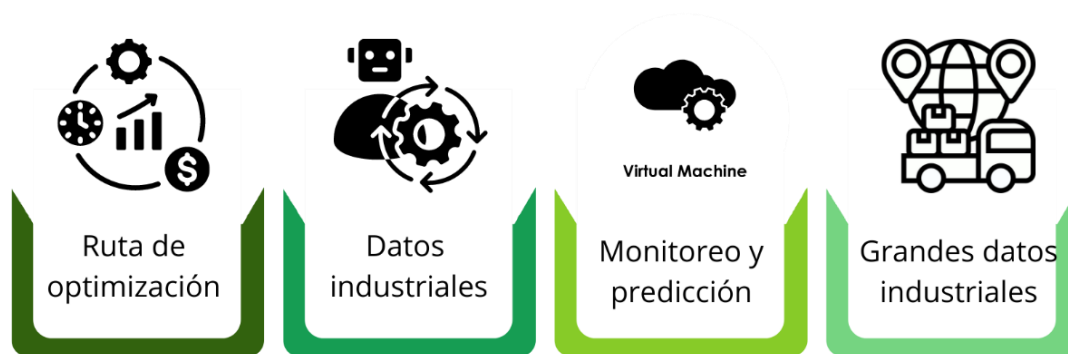 Virtual Machine
Ruta de
optimización
Datos
industriales
Monitoreo y
predicción
Grandes datos
industriales